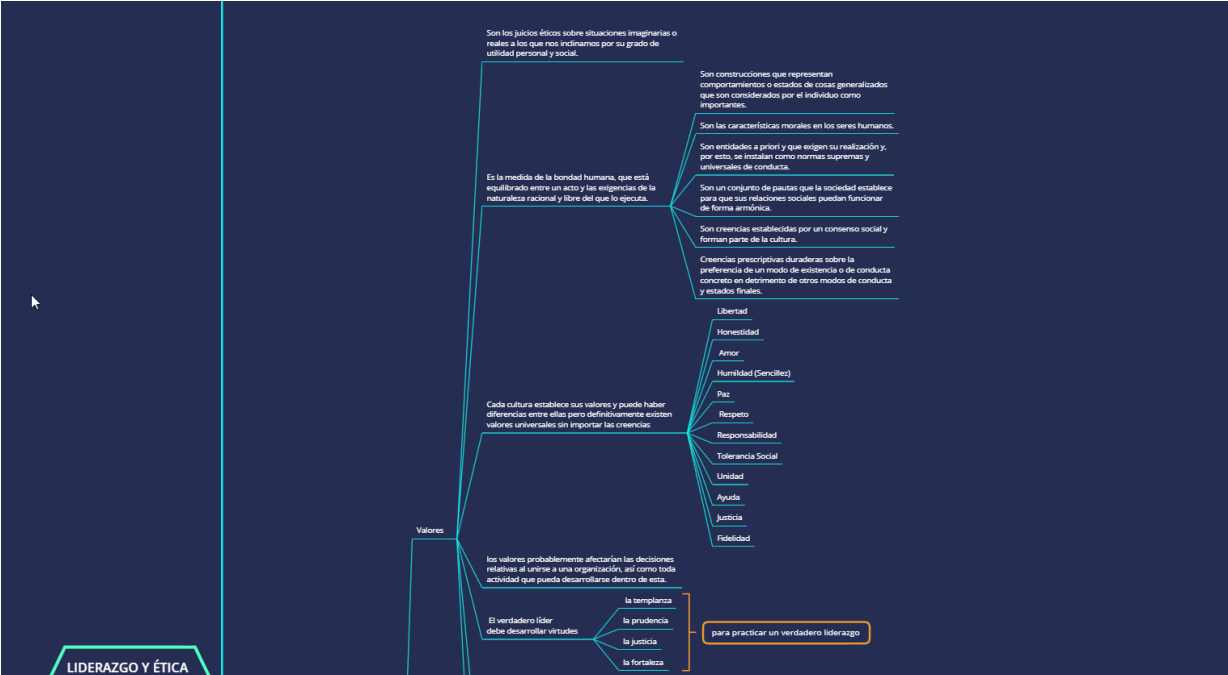 Son los juicios éticos sobre situaciones imaginarias o
reales a los que nos inclinamos por su grado de
utilidad personal y social.
Son construcciones que representan
comportamientos o estados de cosas generalizados
que son considerados por el individuo como
importantes.
Son las características morales en los seres humanos.
Son entidades a priori y que exigen su realización y,
por esto, se instalan como normas supremas y
universales de conducta.
Es la medida de la bondad humana, que está
equilibrado entre un acto y las exigencias de la
naturaleza racional y libre del que lo ejecuta.
Son un conjunto de pautas que la sociedad establece
para que sus relaciones sociales puedan funcionar
de forma armónica.
Son creencias establecidas por un consenso social y
forman parte de la cultura.
Creencias prescriptivas duraderas sobre la
preferencia de un modo de existencia o de conducta
concreto en detrimento de otros modos de conducta
y estados finales.
Libertad
Honestidad
Amor
Humildad (Sencillez)
Paz
Cada cultura establece sus valores y puede haber
diferencias entre ellas pero definitivamente existen
valores universales sin importar las creencias
Respeto
Responsabilidad
Tolerancia Social
Unidad
Ayuda
Justicia
Fidelidad
Valores
los valores probablemente afectarían las decisiones
relativas al unirse a una organización, así como toda
actividad que pueda desarrollarse dentro de esta.
El verdadero líder
debe desarrollar virtudes
la templanza
la prudencia
la justicia
la fortaleza
para practicar un verdadero liderazgo
LIDERAZGO Y ÉTICA